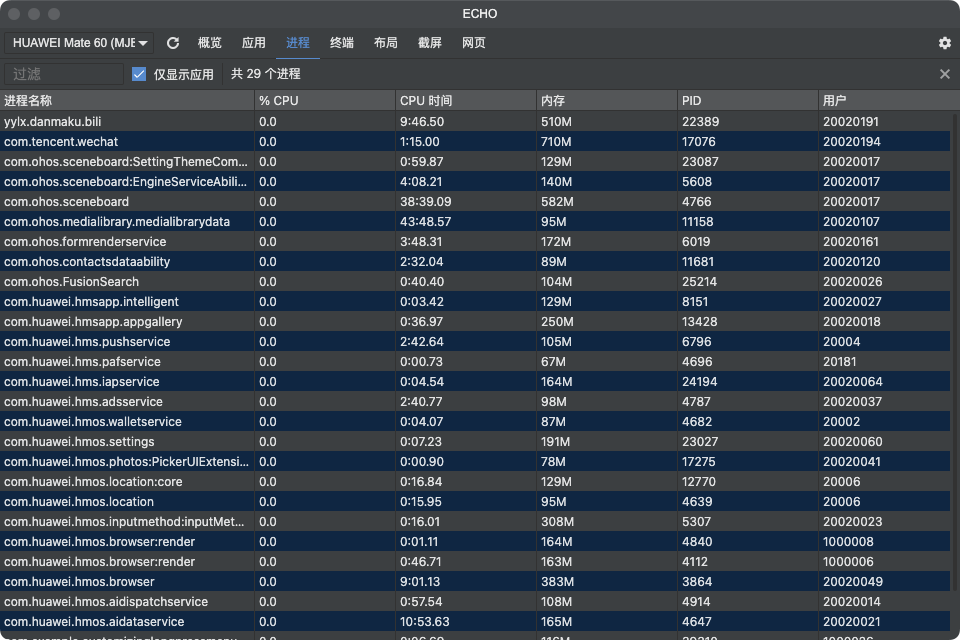 ECHO
HUAWEI Mate 60 (MJE 概览 应用 进程 终端 布局 截屏 网页
过滤 仅显示应用 共 29 个进程
进程名称 % CPU CPU 时间 内存 PID 用户
yylx.danmaku.bili 0.0 9:46.50 510M 22389 20020191
com.tencent.wechat 0.0 1:15.00 710M 17076 20020194
com.ohos.sceneboard:SettingThemeCom... 0.0 0:59.87 129M 23087 20020017
com.ohos.sceneboard:EngineServiceAbili... 0.0 4:08.21 140M 5608 20020017
com.ohos.sceneboard 0.0 38:39.09 582M 4766 20020017
com.ohos.medialibrary.medialibrarydata 0.0 43:48.57 95M 11158 20020107
com.ohos.formrenderservice 0.0 3:48.31 172M 6019 20020161
com.ohos.contactsdataability 0.0 2:32.04 89M 11681 20020120
com.ohos.FusionSearch 0.0 0:40.40 104M 25214 20020026
com.huawei.hmsapp.intelligent 0.0 0:03.42 129M 8151 20020027
com.huawei.hmsapp.appgallery 0.0 0:36.97 250M 13428 20020018
com.huawei.hms.pushservice 0.0 2:42.64 105M 6796 20004
com.huawei.hms.pafservice 0.0 0:00.73 67M 4696 20181
com.huawei.hms.iapservice 0.0 0:04.54 164M 24194 20020064
com.huawei.hms.adsservice 0.0 2:40.77 98M 4787 20020037
com.huawei.hmos.walletservice 0.0 0:04.07 87M 4682 20002
com.huawei.hmos.settings 0.0 0:07.23 191M 23027 20020060
com.huawei.hmos.photos:PickerUIExtensi... 0.0 0:00.90 78M 17275 20020041
com.huawei.hmos.location:core 0.0 0:16.84 129M 12770 20006
com.huawei.hmos.location 0.0 0:15.95 95M 4639 20006
com.huawei.hmos.inputmethod:inputMet... 0.0 0:16.01 308M 5307 20020023
com.huawei.hmos.browser:render 0.0 0:01.11 164M 4840 1000008
com.huawei.hmos.browser:render 0.0 0:46.71 163M 4112 1000006
com.huawei.hmos.browser 0.0 9:01.13 383M 3864 20020049
com.huawei.hmos.aidispatchservice 0.0 0:57.54 108M 4914 20020014
com.huawei.hmos.aidataservice 0.0 10:53.63 165M 4647 20020021